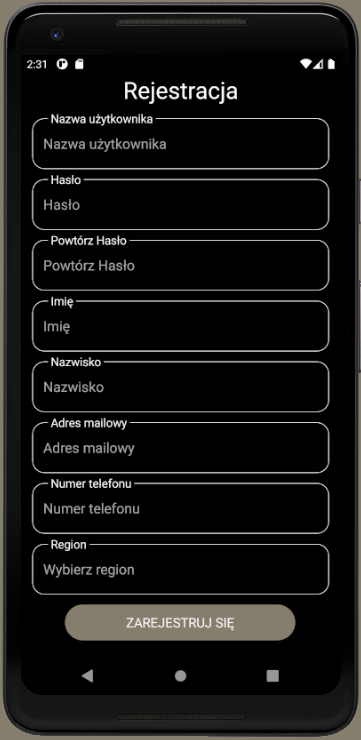 2:31
Rejestracja
Nazwa użytkownika
Nazwa użytkownika
Hasło
Hasło
Powtórz Hasło
Powtórz Hasło
Imię
Imię
Nazwisko
Nazwisko
Adres mailowy
Adres mailowy
Numer telefonu
Numer telefonu
Region
Wybierz region
ZAREJESTRUJ SIĘ